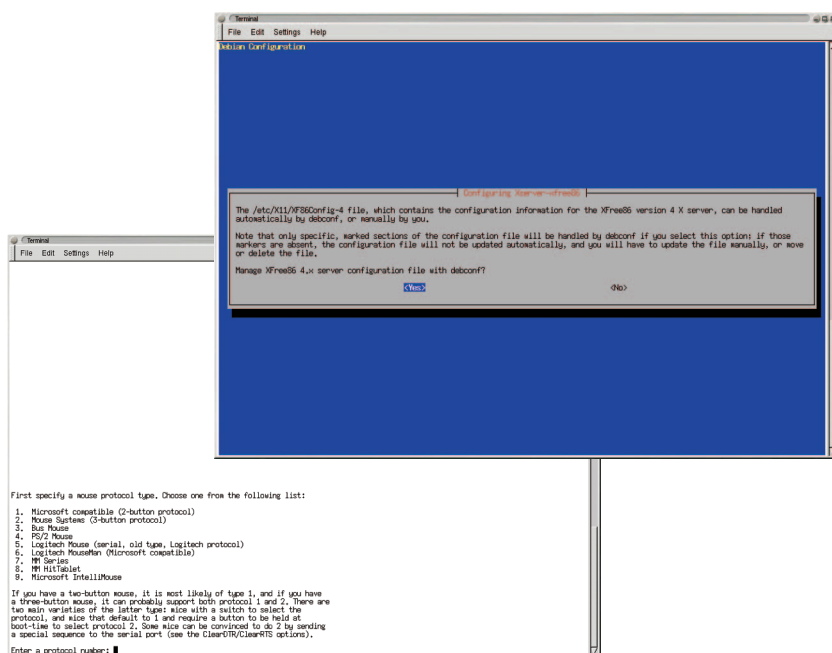 Terminal
File Edit Settings Help
Debian Configuration
Configuring Xserver-xfree86
The /etc/X11/XF86Config-4 file, which contains the configuration information for the XFree86 version 4 X server, can be handled
automatically by debconf, or manually by you.
Note that only specific, marked sections of the configuration file will be handled by debconf if you select this option; if those
markers are absent, the configuration file will not be updated automatically, and you will have to update the file manually, or move
or delete the file.
Manage XFree86 4.x server configuration file with debconf?
<Yes> <No>
Terminal
File Edit Settings Help
First specify a mouse protocol type. Choose one from the following list:
1. Microsoft compatible (2-button protocol)
2. Mouse Systems (3-button protocol)
3. Bus Mouse
4. PS/2 Mouse
5. Logitech Mouse (serial, old type, Logitech protocol)
6. Logitech MouseMan (Microsoft compatible)
7. MM Series
8. MM HitTablet
9. Microsoft IntelliMouse
If you have a two-button mouse, it is most likely of type 1, and if you have
a three-button mouse, it can probably support both protocol 1 and 2. There are
two main varieties of the latter type: mice with a switch to select the
protocol, and mice that default to 1 and require a button to be held at
boot-time to select protocol 2. Some mice can be convinced to do 2 by sending
a special sequence to the serial port (see the ClearDTR/ClearRTS options).
Enter a protocol number: